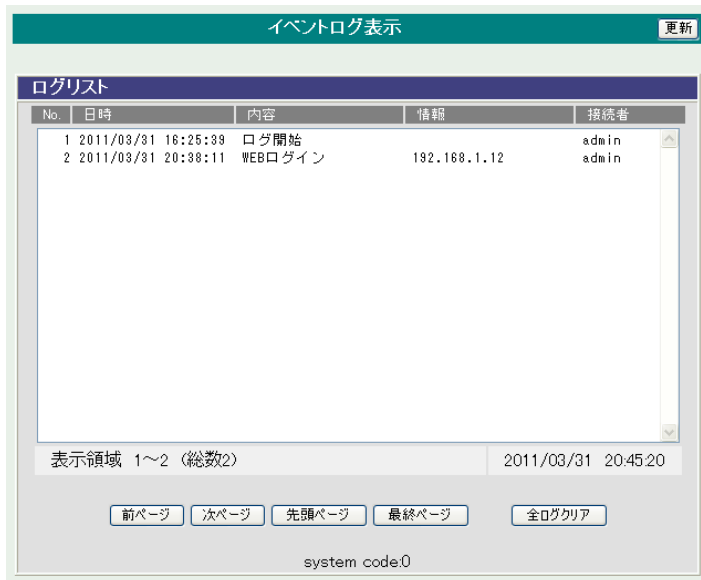 イベントログ表示 更新
ログリスト
No. 日時 内容 情報 接続者
1 2011/03/31 16:25:39 ログ開始 admin
2 2011/03/31 20:38:11 WEBログイン 192.168.1.12 admin
表示領域 1～2 (総数2) 2011/03/31 20:45:20
前ページ 次ページ 先頭ページ 最終ページ 全ログクリア
system code:0